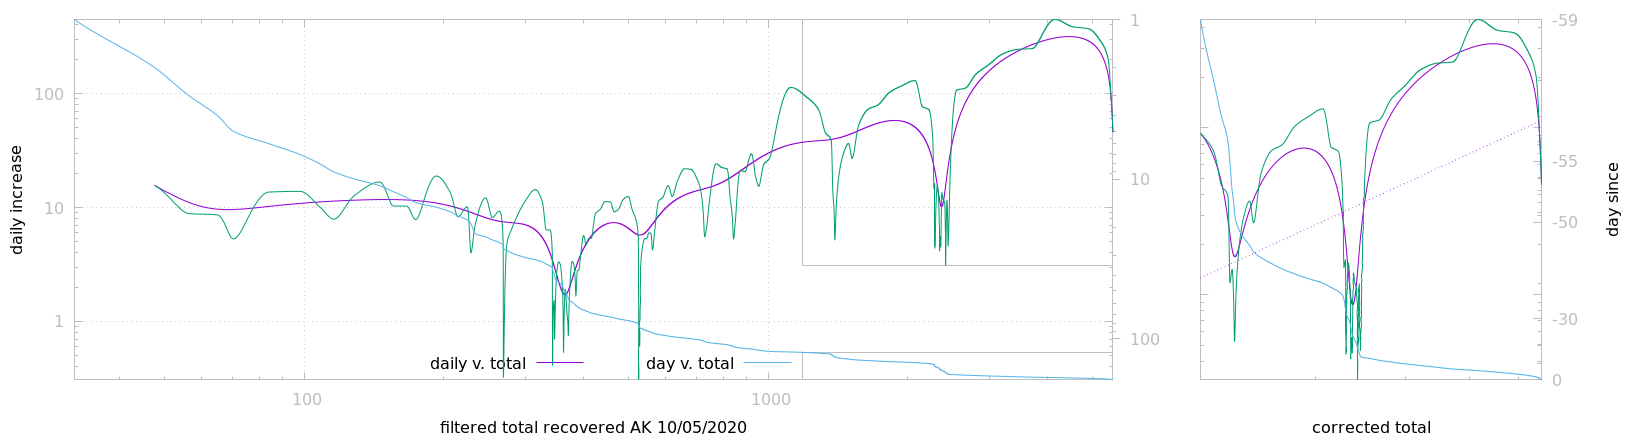 1
-59
100
10
-55
10
-50
daily increase
day since
1
-30
100
daily v. total
day v. total
0
100
1000
filtered total recovered AK 10/05/2020
corrected total